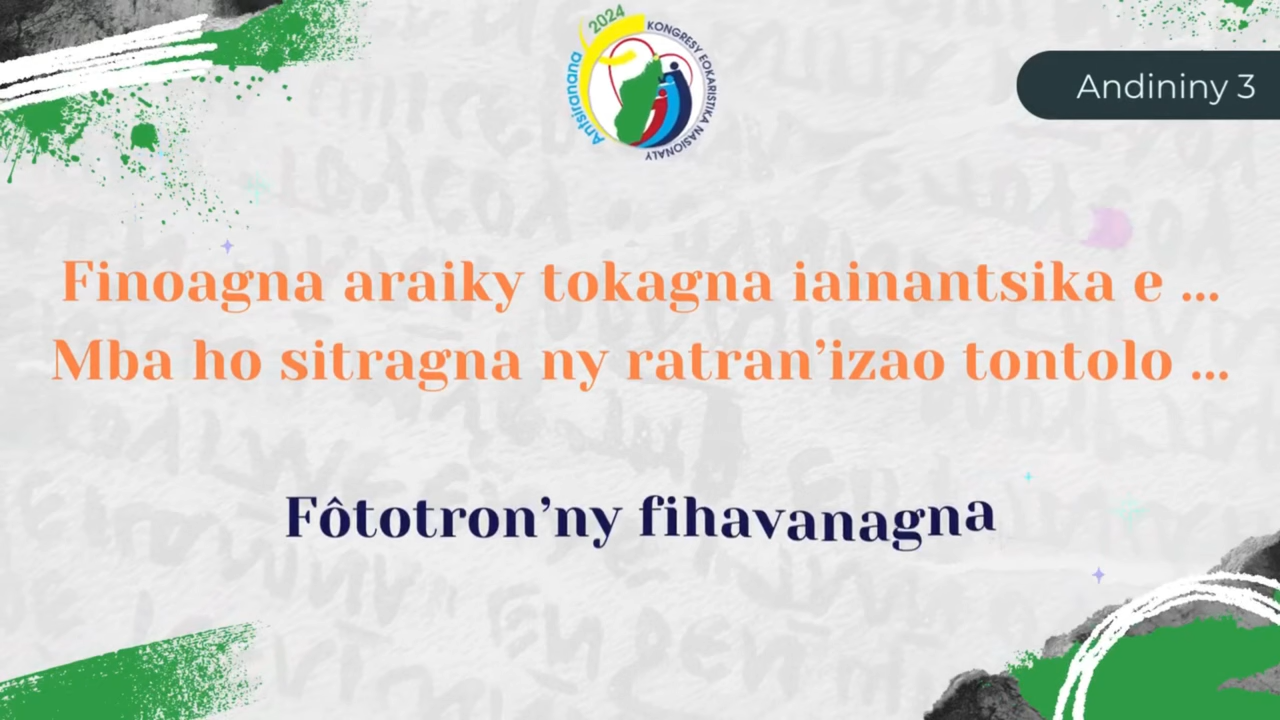 2024
Antsiranana
KONGRESY EOKARISTIKA NASIONALY
Andininy 3
Finoagna araiky tokagna iainantsika e ...
Mba ho sitragna ny ratran’izao tontolo ...
Fôtotron’ny fihavanagna